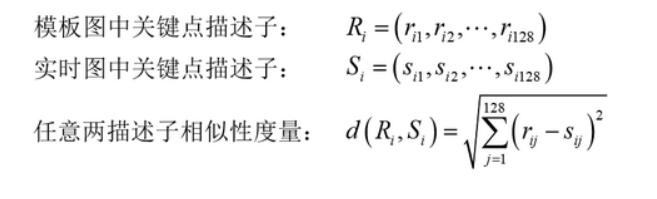 模板图中关键点描述子： R_i = (r_{i1}, r_{i2}, ⋯, r_{i128})
实时图中关键点描述子： S_i = (s_{i1}, s_{i2}, ⋯, s_{i128})
任意两描述子相似性度量： d(R_i, S_i) = \sqrt{\sum_{j=1}^{128} (r_{ij} - s_{ij})^2}